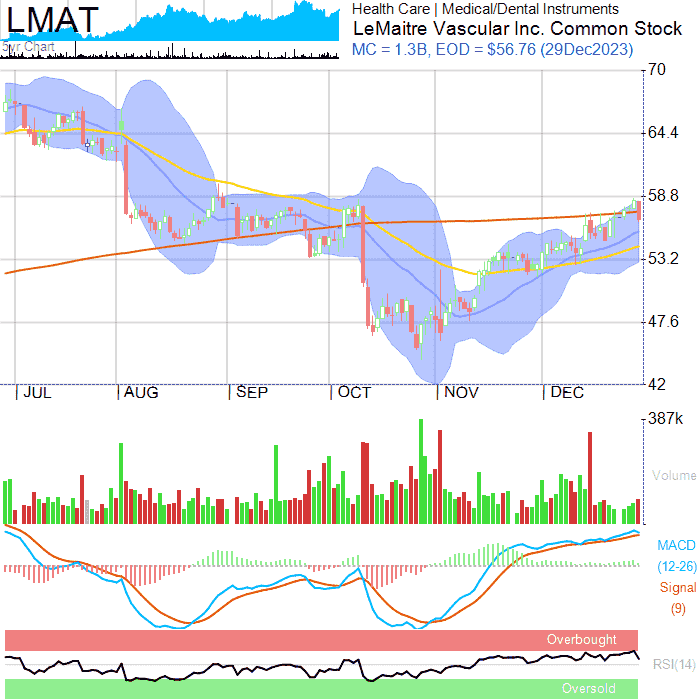 LMAT
5yr Chart
Health Care | Medical/Dental Instruments
LeMaitre Vascular Inc. Common Stock
MC = 1.3B, EOD = $56.76 (29Dec2023)
70
64.4
58.8
53.2
47.6
42
| JUL | AUG | SEP | OCT | NOV | DEC
387k
Volume
MACD
(12-26)
Signal
(9)
Overbought
RSI(14)
Oversold